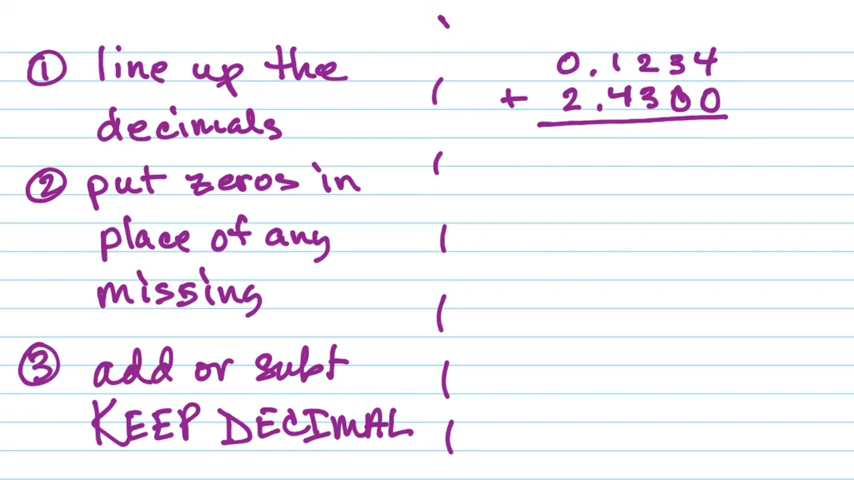 ① line up the
decimals
② put zeros in
place of any
missing
③ add or subt
KEEP DECIMAL
0.1234
+ 2.4300